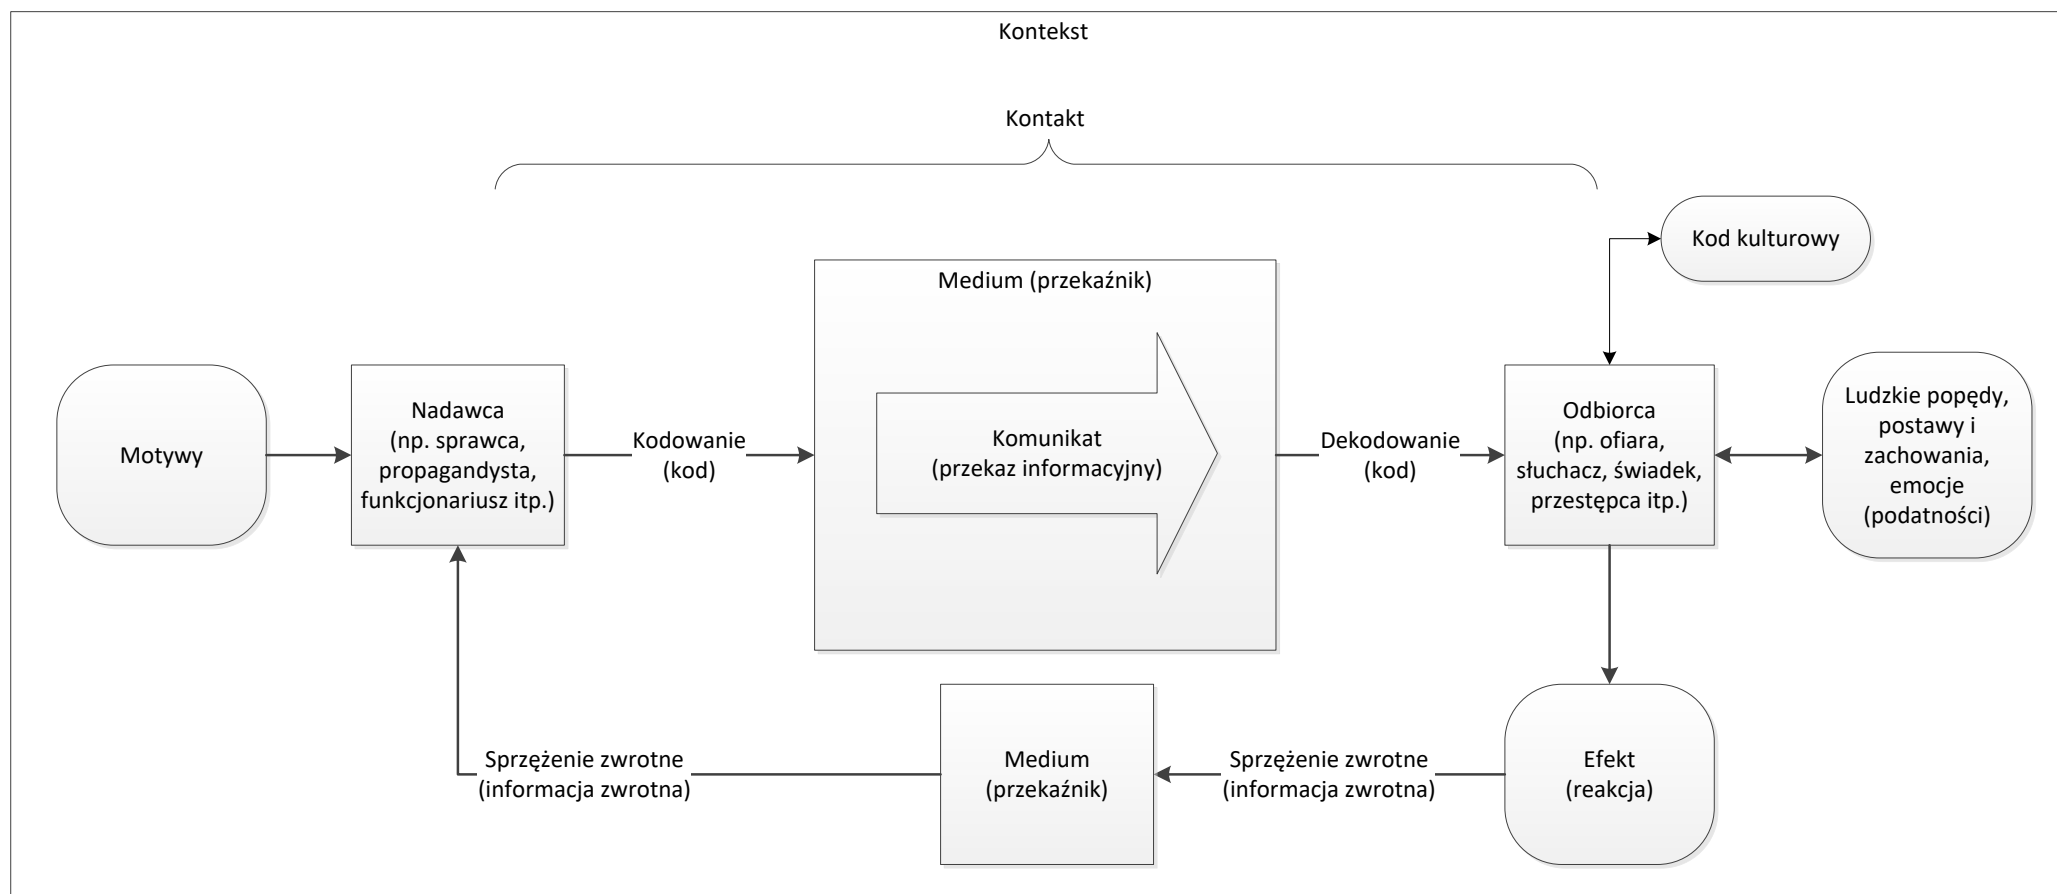 Kontekst
Kontakt
Kod kulturowy
Medium (przekaźnik)
Motywy
Nadawca
(np. sprawca,
propagandysta,
funkcjonariusz itp.)
Kodowanie
(kod)
Komunikat
(przekaz informacyjny)
Dekodowanie
(kod)
Odbiorca
(np. ofiara,
słuchacz, świadek,
przestępca itp.)
Ludzkie popędy,
postawy i
zachowania,
emocje
(podatności)
Sprzężenie zwrotne
(informacja zwrotna)
Medium
(przekaźnik)
Sprzężenie zwrotne
(informacja zwrotna)
Efekt
(reakcja)